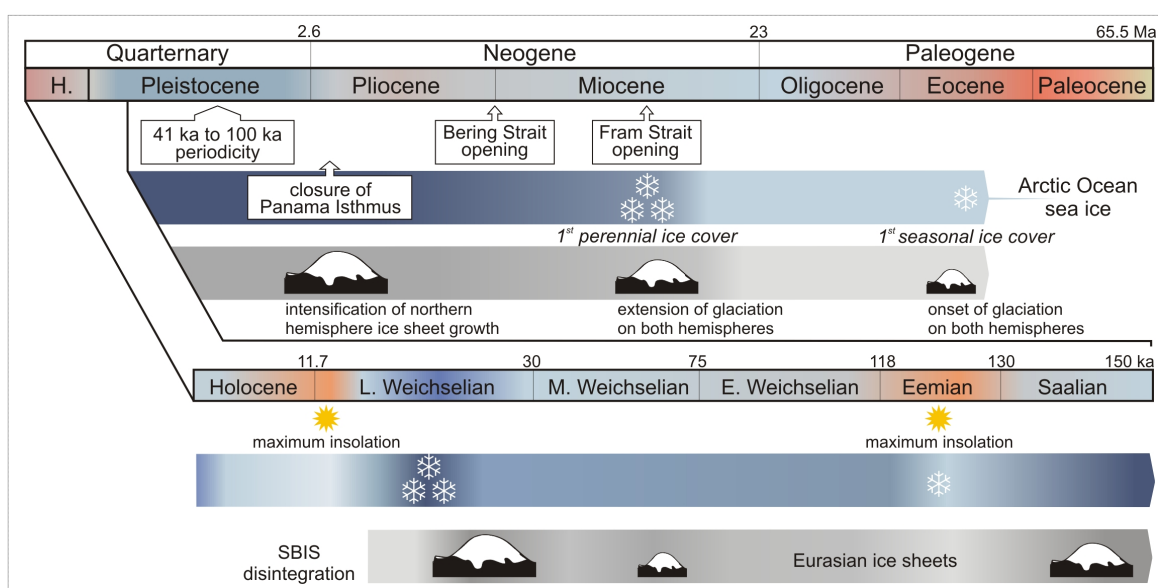 2.6 23 65.5 Ma
Quarternary Neogene Paleogene
H. Pleistocene Pliocene Miocene Oligocene Eocene Paleocene
41 ka to 100 ka
periodicity
Bering Strait
opening
Fram Strait
opening
closure of
Panama Isthmus
Arctic Ocean
sea ice
1st perennial ice cover 1st seasonal ice cover
intensification of northern
hemisphere ice sheet growth
extension of glaciation
on both hemispheres
onset of glaciation
on both hemispheres
11.7 30 75 118 130 150 ka
Holocene L. Weichselian M. Weichselian E. Weichselian Eemian Saalian
maximum insolation maximum insolation
SBIS
disintegration
Eurasian ice sheets